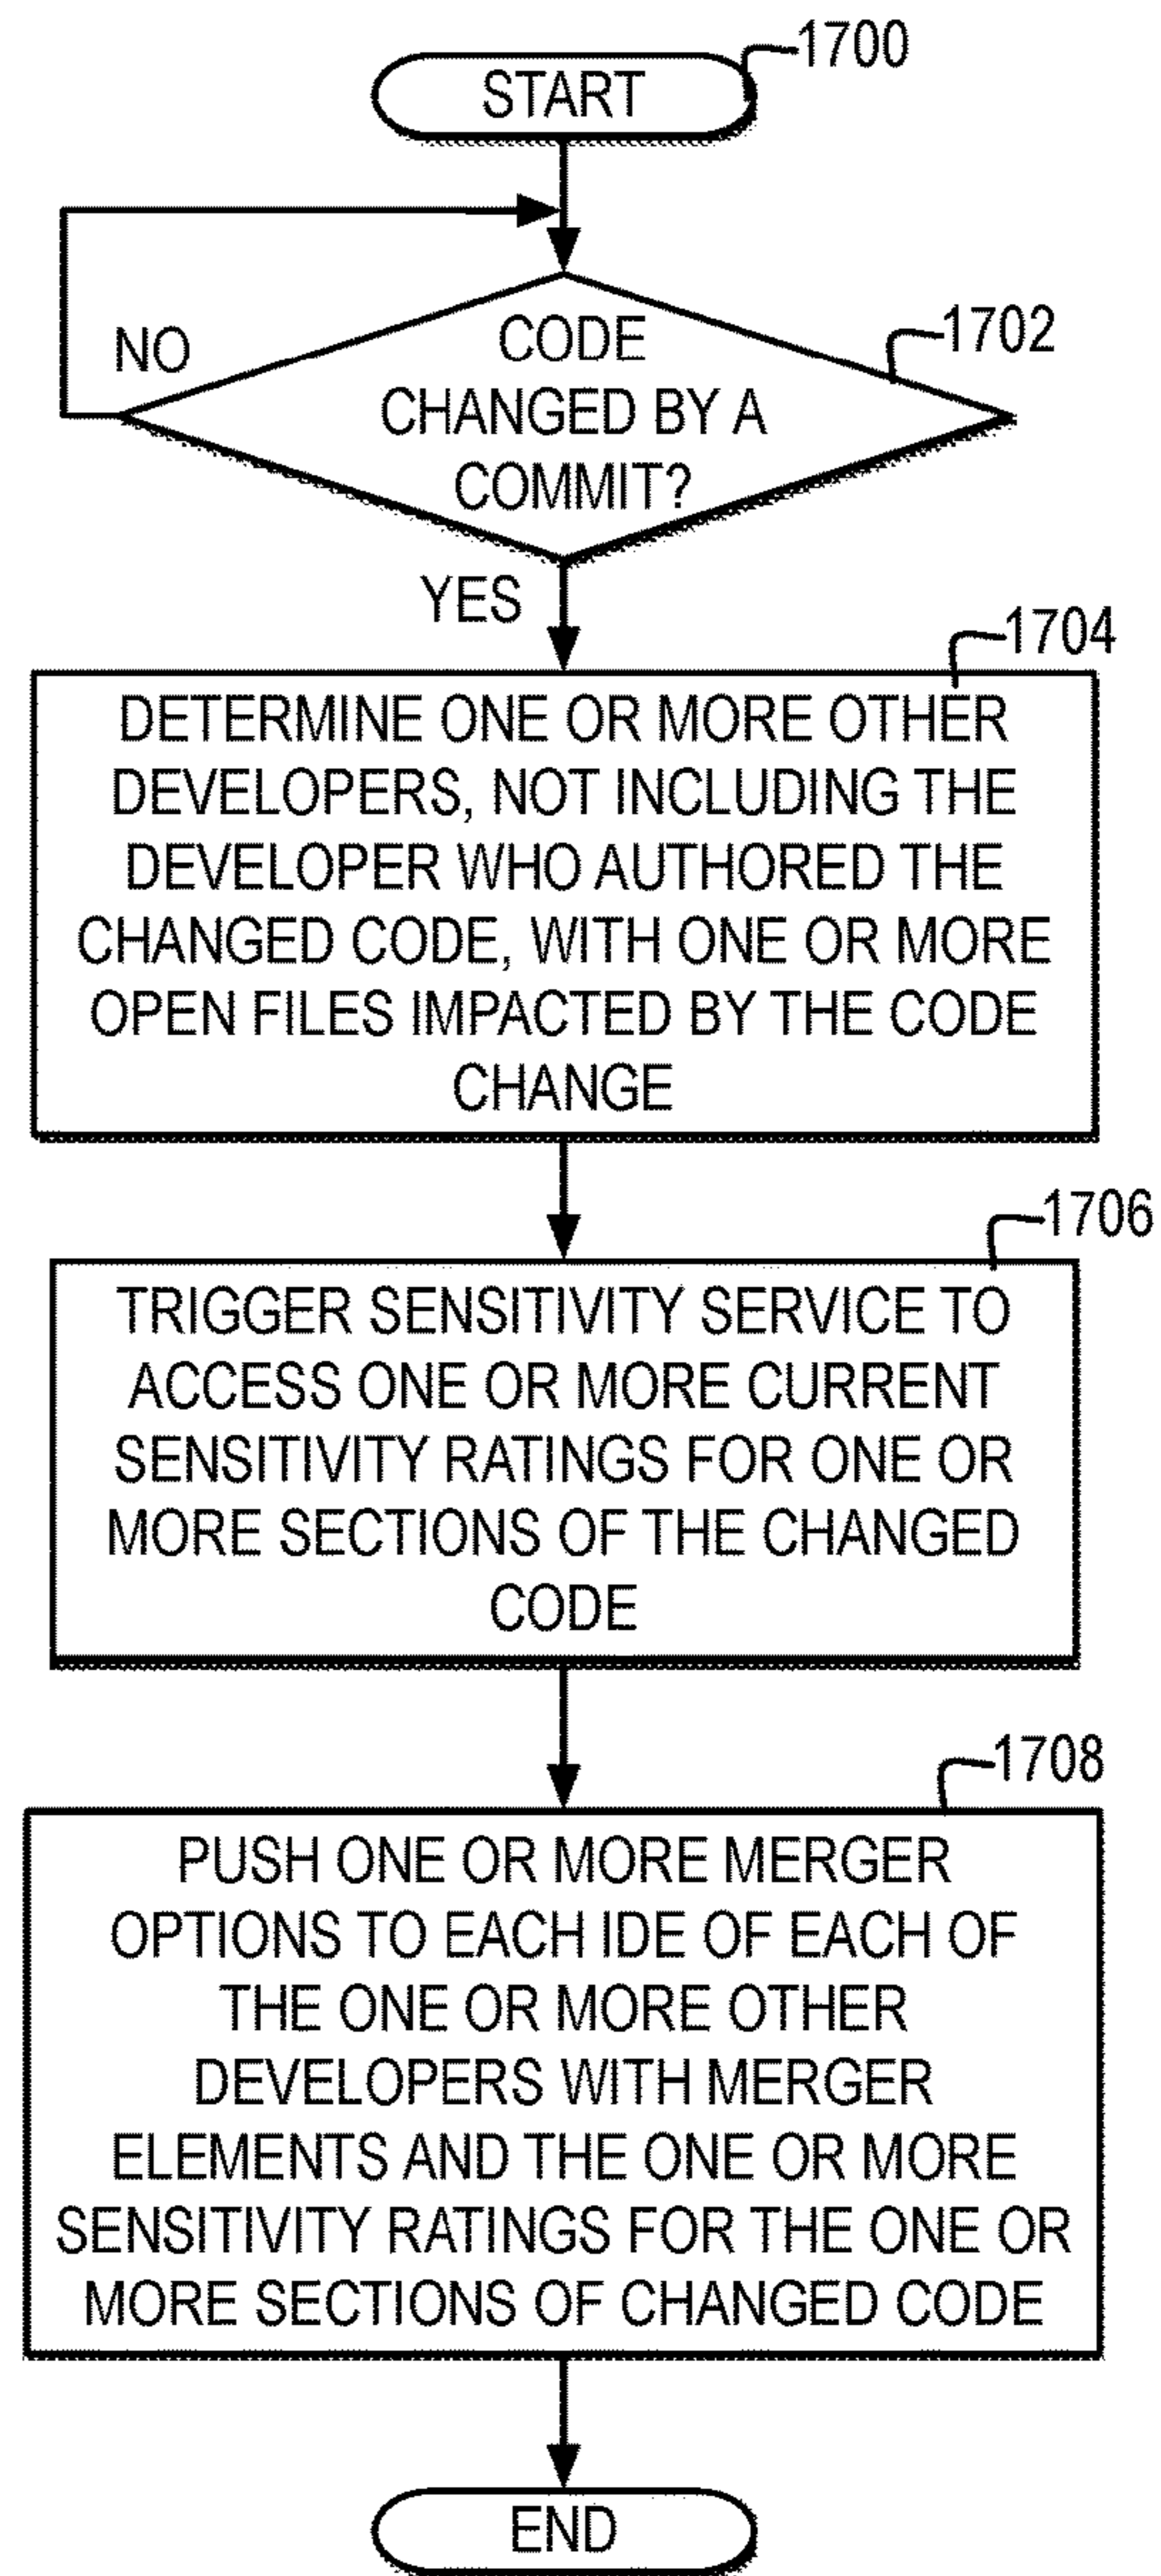 1700
START
1702
CODE
CHANGED BY A
COMMIT?
NO
YES
1704
DETERMINE ONE OR MORE OTHER
DEVELOPERS, NOT INCLUDING THE
DEVELOPER WHO AUTHORED THE
CHANGED CODE, WITH ONE OR MORE
OPEN FILES IMPACTED BY THE CODE
CHANGE
1706
TRIGGER SENSITIVITY SERVICE TO
ACCESS ONE OR MORE CURRENT
SENSITIVITY RATINGS FOR ONE OR
MORE SECTIONS OF THE CHANGED
CODE
1708
PUSH ONE OR MORE MERGER
OPTIONS TO EACH IDE OF EACH OF
THE ONE OR MORE OTHER
DEVELOPERS WITH MERGER
ELEMENTS AND THE ONE OR MORE
SENSITIVITY RATINGS FOR THE ONE OR
MORE SECTIONS OF CHANGED CODE
END